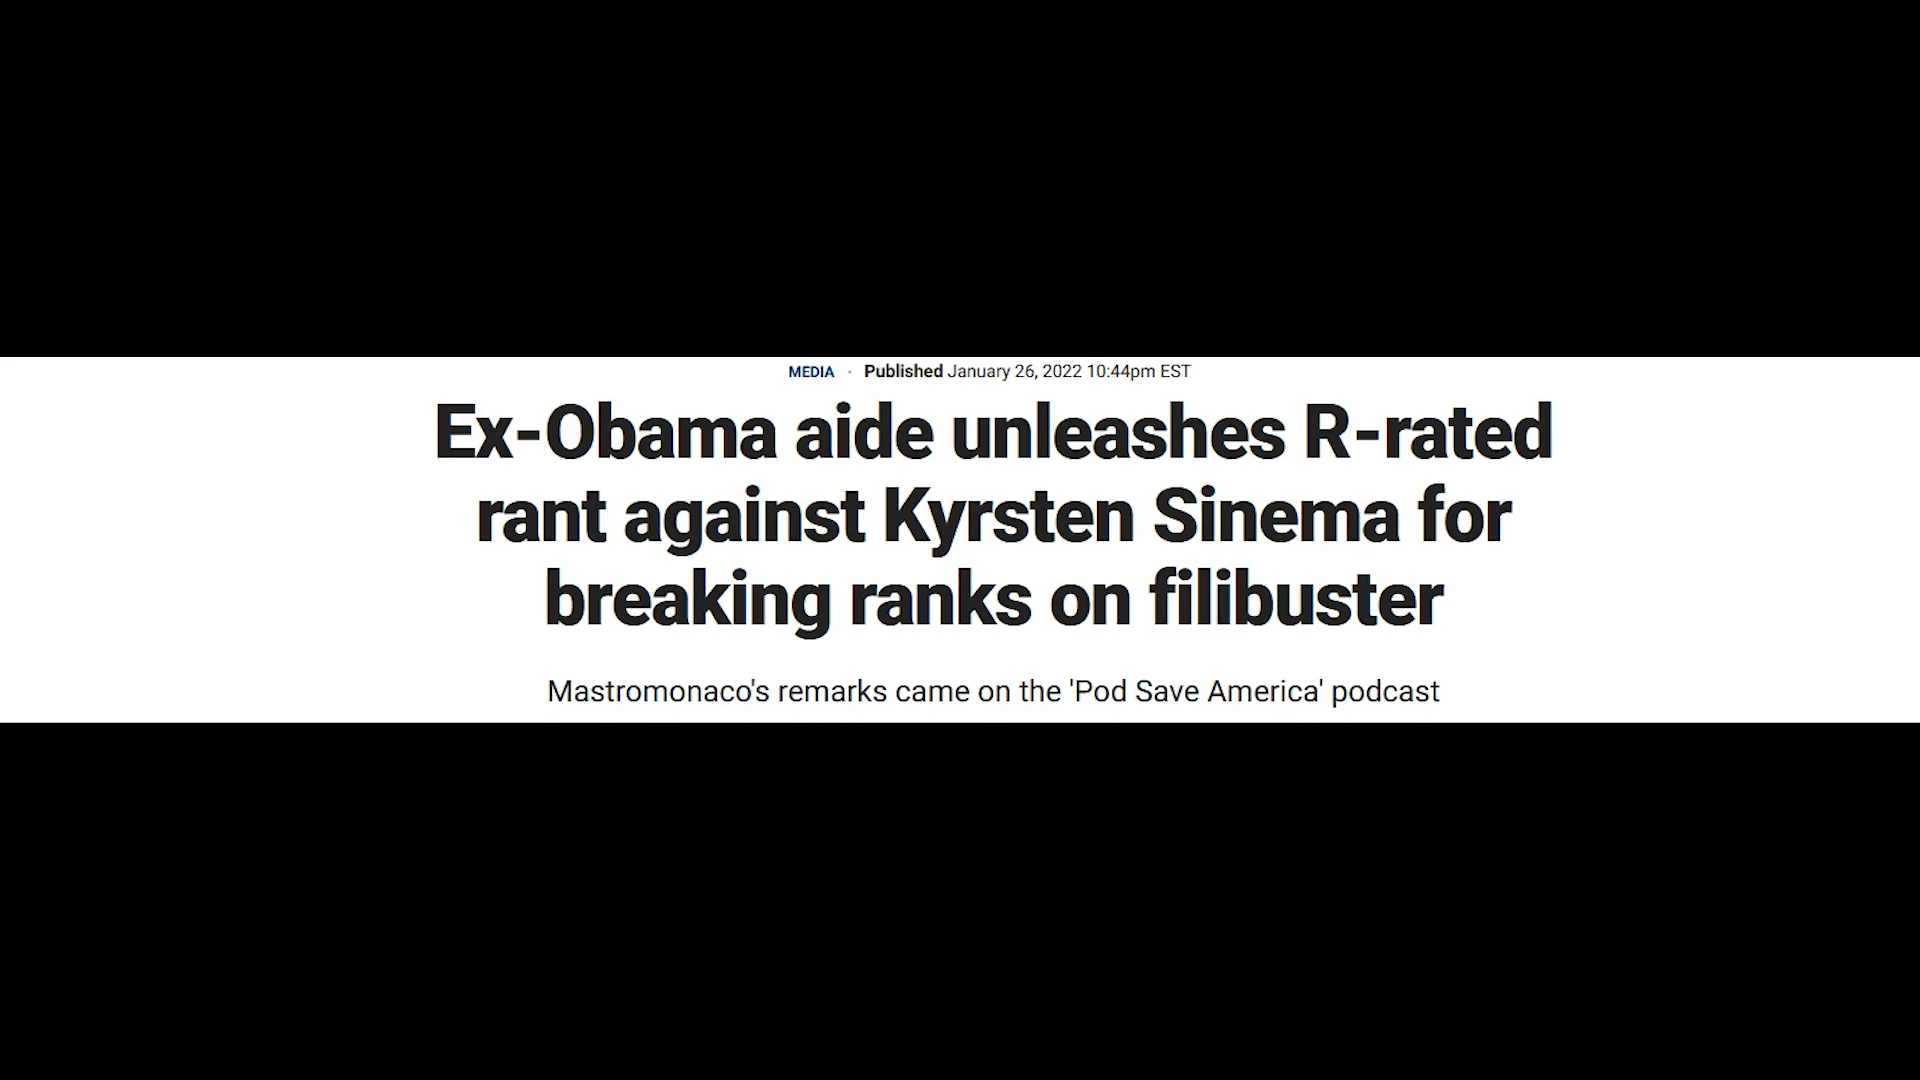 MEDIA · Published January 26, 2022 10:44pm EST
Ex-Obama aide unleashes R-rated
rant against Kyrsten Sinema for
breaking ranks on filibuster
Mastromonaco's remarks came on the 'Pod Save America' podcast